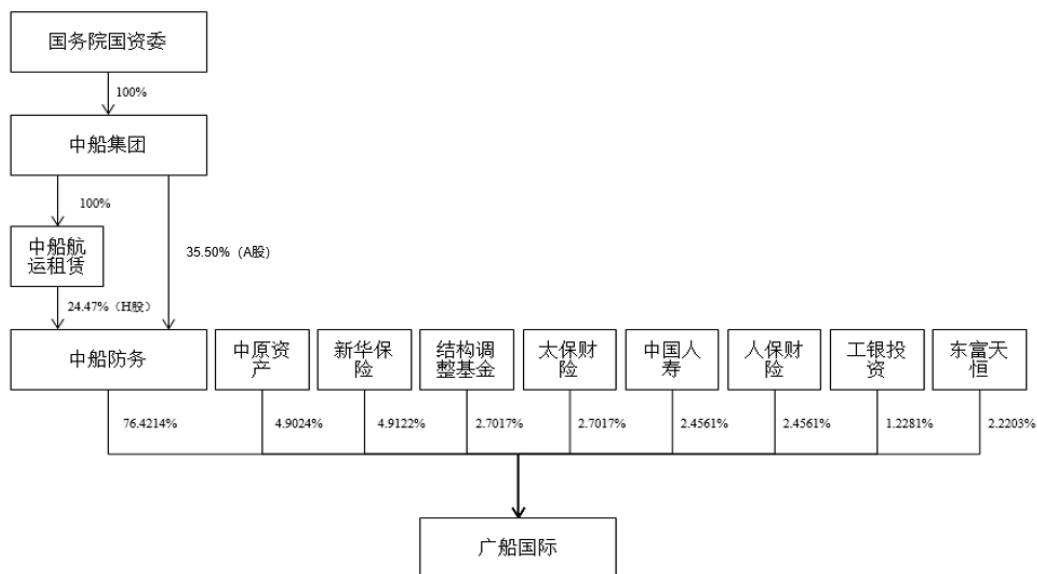 国务院国资委
100%
中船集团
100%
中船航
运租赁
35.50%（A股）
24.47%（H股）
中船防务
中原资
产
新华保
险
结构调
整基金
太保财
险
中国人
寿
人保财
险
工银投
资
东富天
恒
76.4214%
4.9024%
4.9122%
2.7017%
2.7017%
2.4561%
2.4561%
1.2281%
2.2203%
广船国际